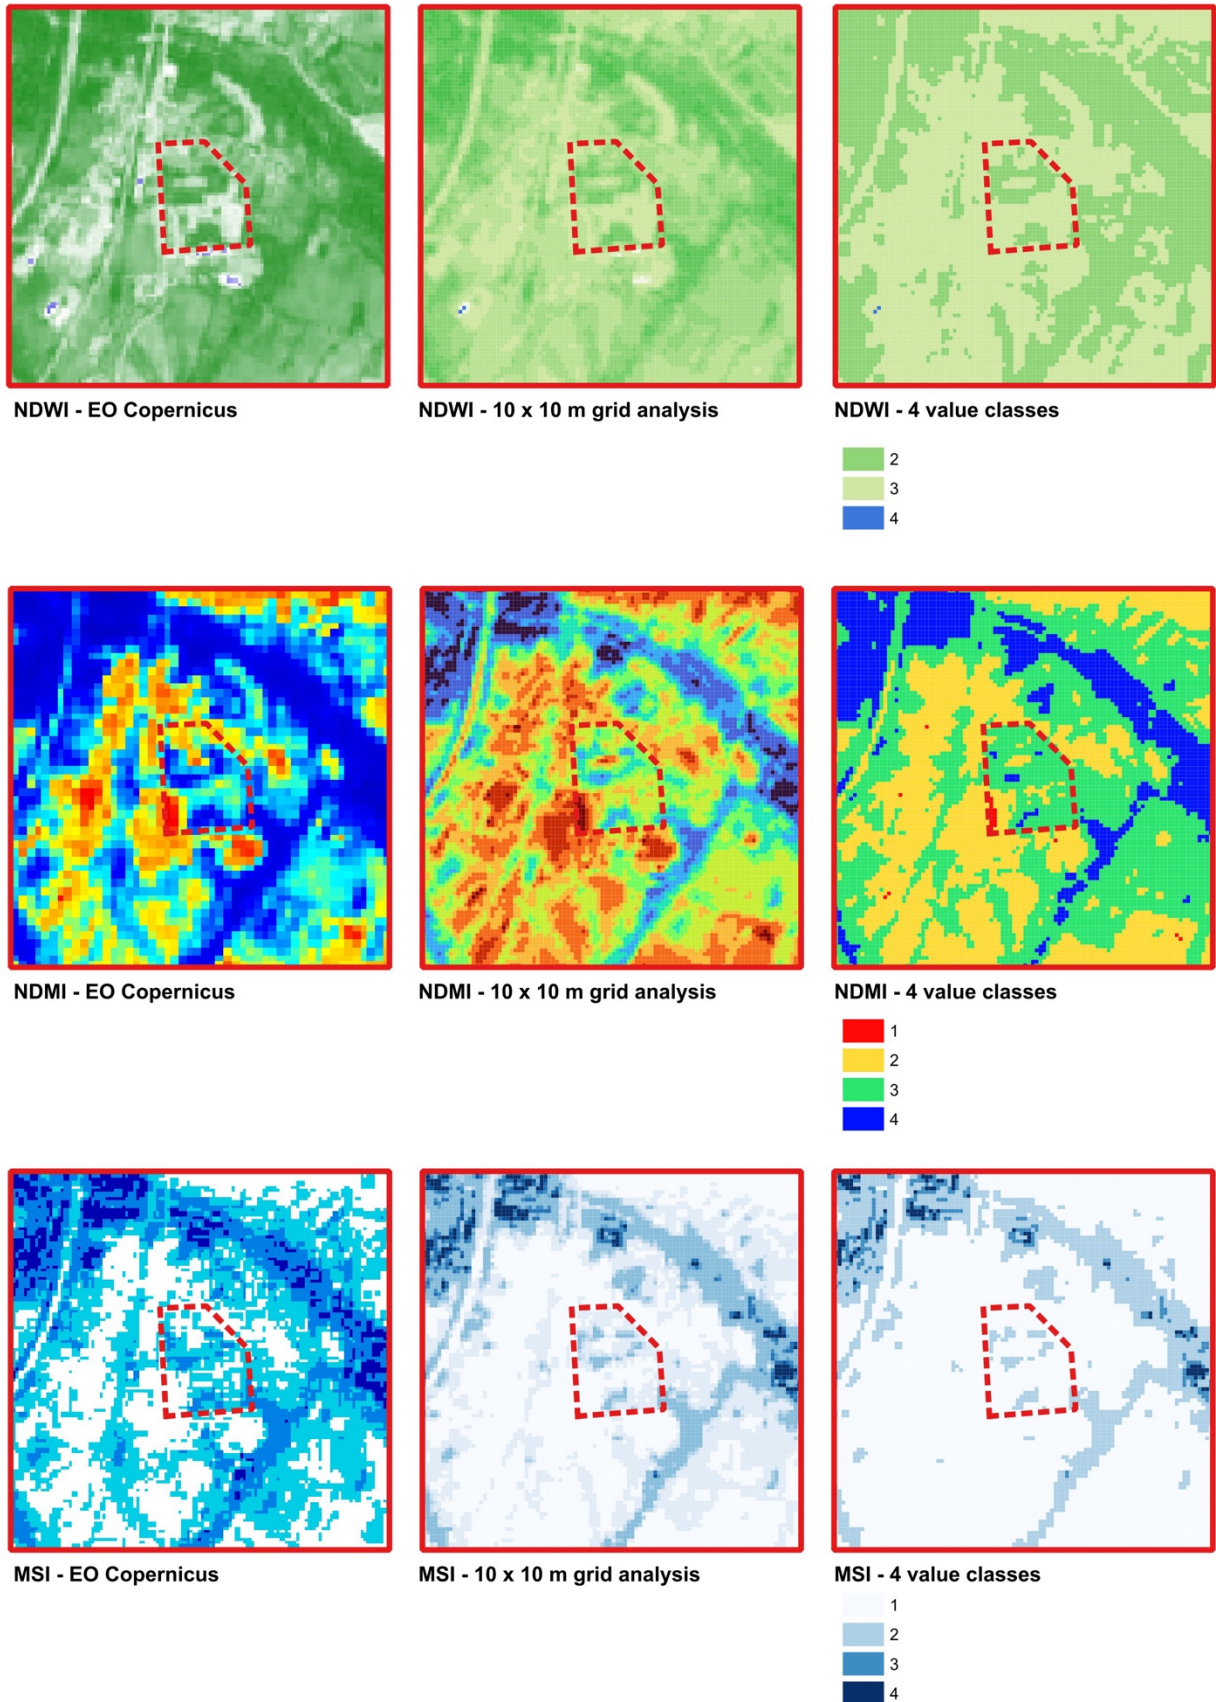 NDWI - EO Copernicus
NDWI - 10 x 10 m grid analysis
NDWI - 4 value classes
2
3
4
NDMI - EO Copernicus
NDMI - 10 x 10 m grid analysis
NDMI - 4 value classes
1
2
3
4
MSI - EO Copernicus
MSI - 10 x 10 m grid analysis
MSI - 4 value classes
1
2
3
4